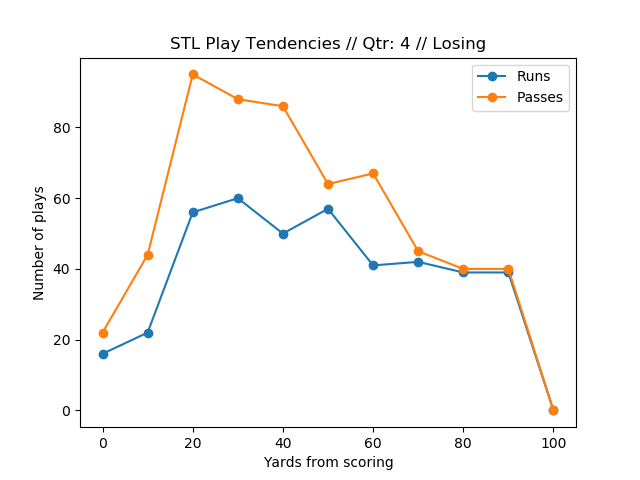 STL Play Tendencies // Qtr: 4 // Losing
Runs
Passes
Number of plays
80
60
40
20
0
0 20 40 60 80 100
Yards from scoring